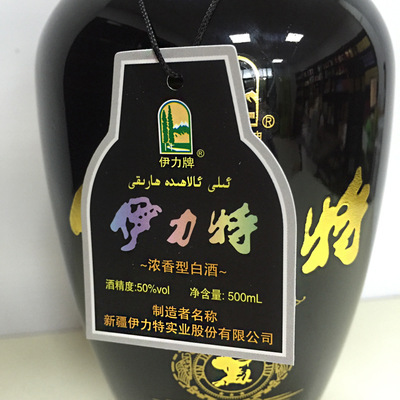 伊力牌®
ئىلى ئالاھىدە ھارىقى
伊力特
~浓香型白酒~
酒精度:50%vol 净含量:500mL
制造者名称
新疆伊力特实业股份有限公司
®
特